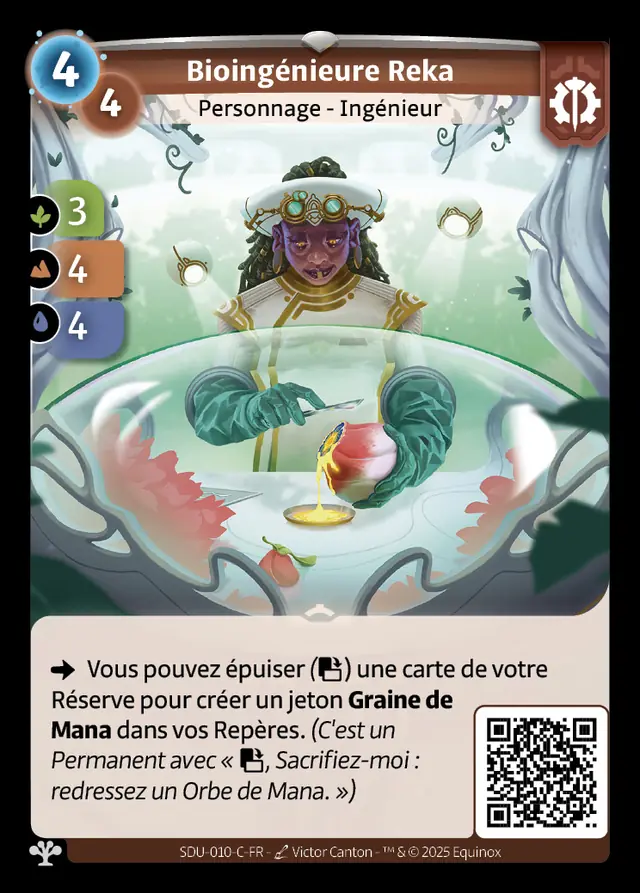 4
Bioingénieure Reka
4
Personnage - Ingénieur
3
4
4
Vous pouvez épuiser () une carte de votre
Réserve pour créer un jeton Graine de
Mana dans vos Repères. (C'est un
Permanent avec « , Sacrifiez-moi :
redressez un Orbe de Mana. »)
SDU-010-C-FR - Victor Canton - ™ & © 2025 Equinox